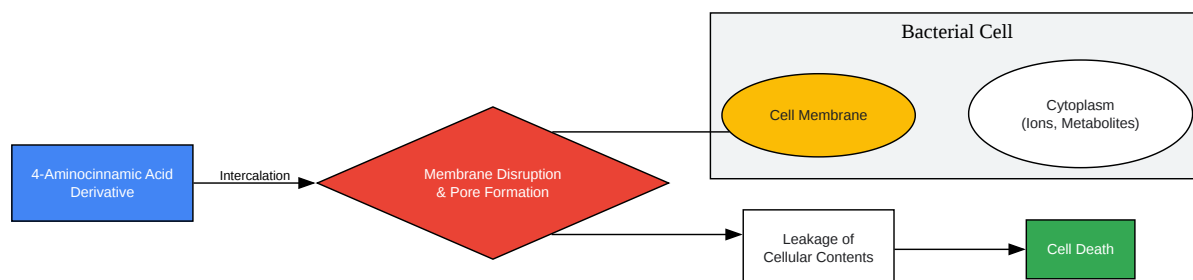 Bacterial Cell
Cell Membrane
Cytoplasm
(Ions, Metabolites)
4-Aminocinnamic Acid
Derivative
Intercalation
Membrane Disruption
& Pore Formation
Leakage of
Cellular Contents
Cell Death